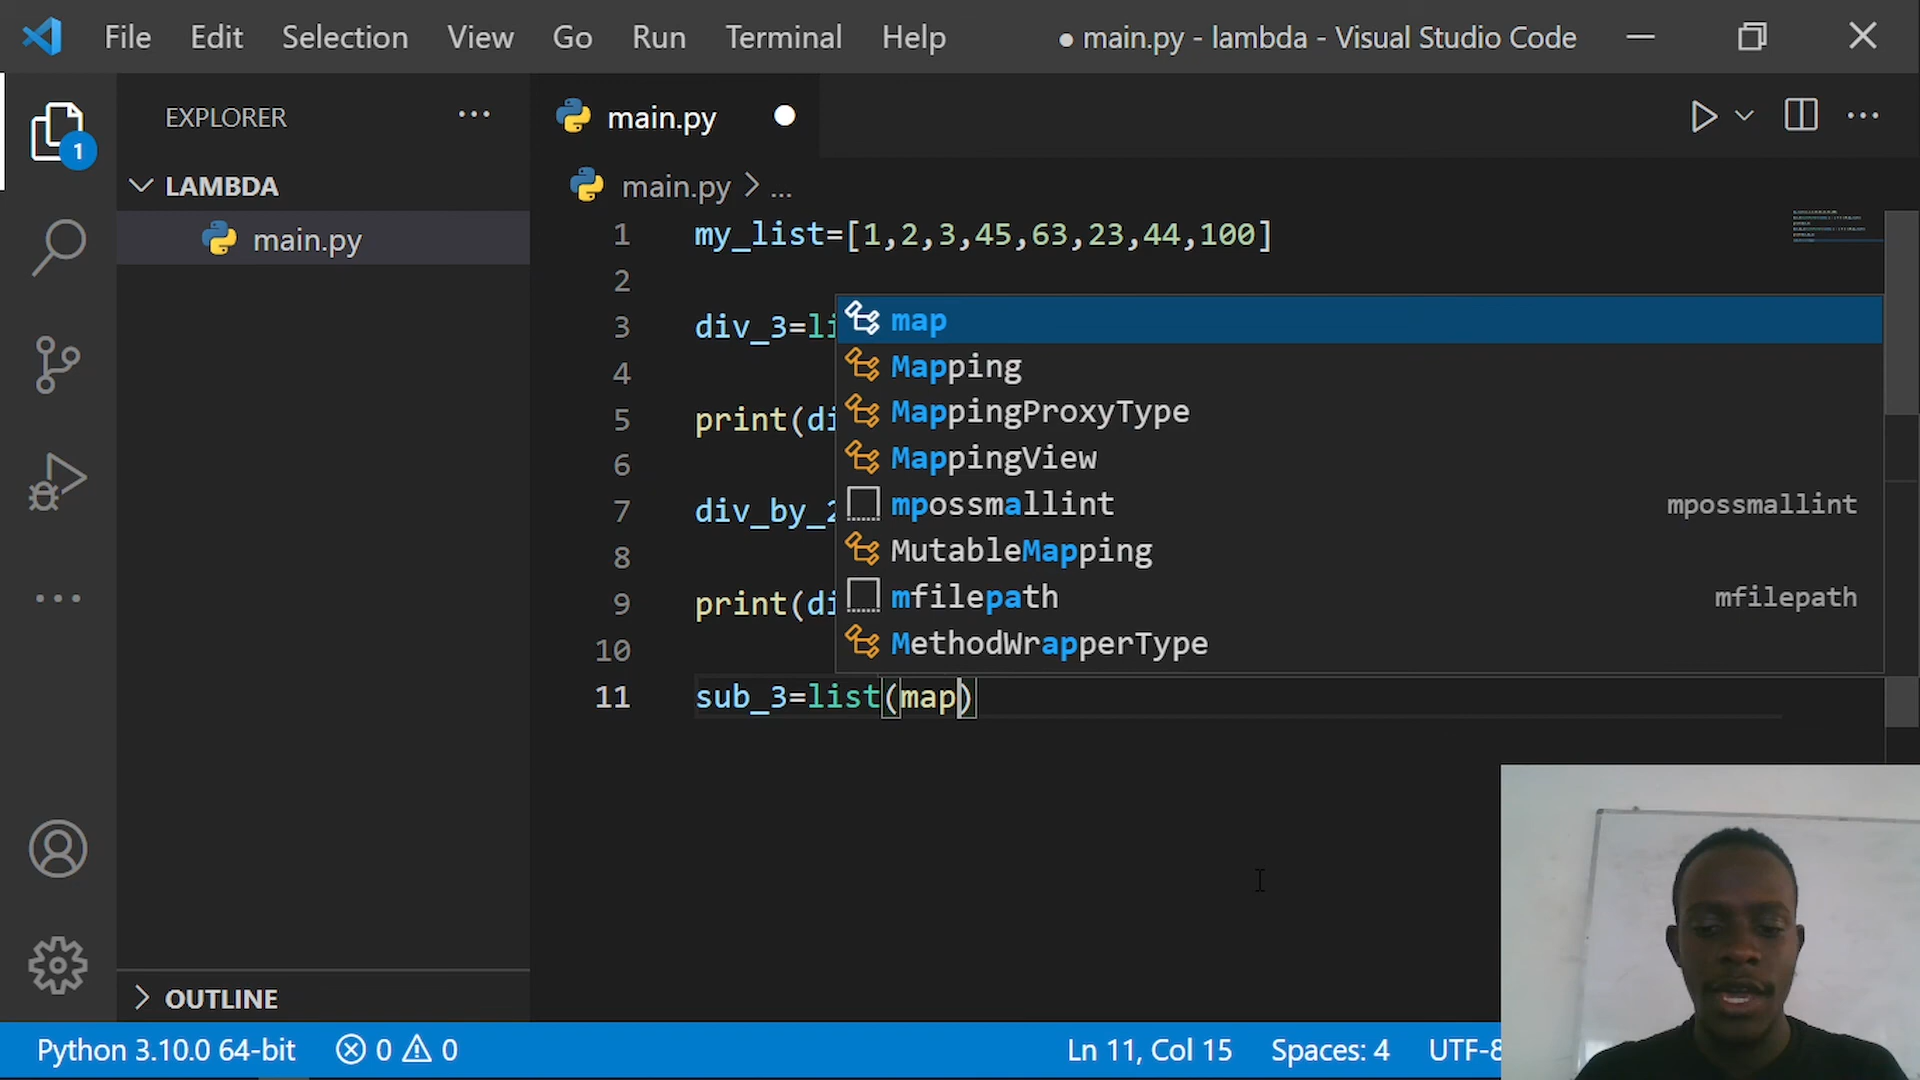 File Edit Selection View Go Run Terminal Help ● main.py - lambda - Visual Studio Code
EXPLORER ...
main.py
1
LAMBDA
main.py > ...
main.py
1 my_list=[1,2,3,45,63,23,44,100]
2
3 div_3=li
map
4
Mapping
MappingProxyType
5 print(di
6
MappingView
7 div_by_2
mpossmallint mpossmallint
8
MutableMapping
9 print(di
mfilepath mfilepath
10
MethodWrapperType
11 sub_3=list(map)
OUTLINE
Python 3.10.0 64-bit 0 0 Ln 11, Col 15 Spaces: 4 UTF-8